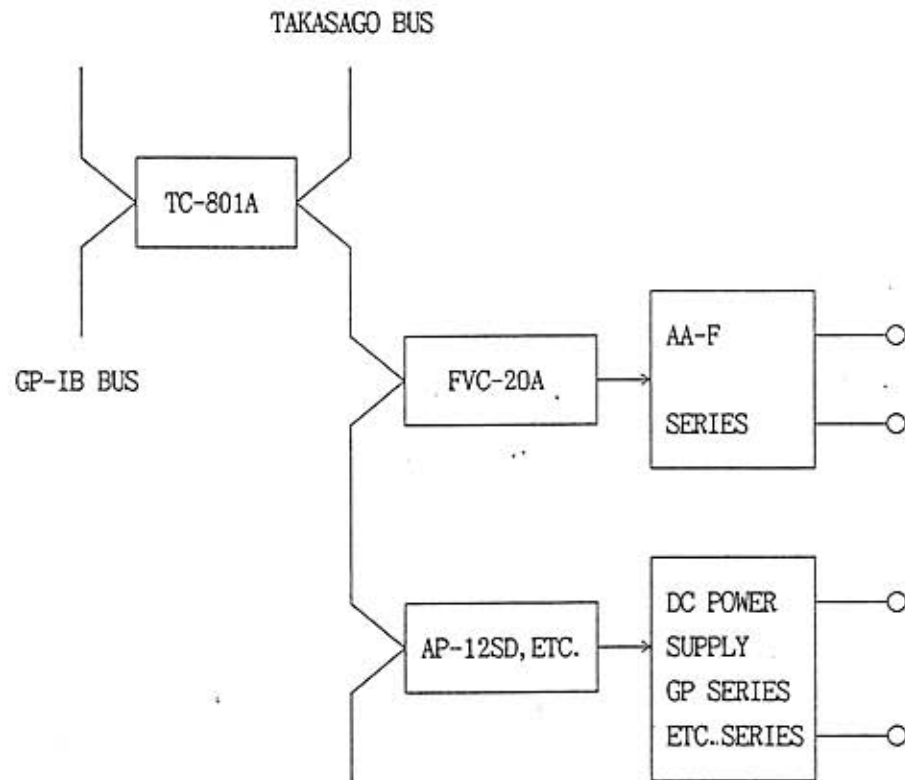 TAKASAGO BUS
TC-801A
GP-IB BUS
FVC-20A
AA-F
SERIES
AP-12SD, ETC.
DC POWER
SUPPLY
GP SERIES
ETC..SERIES